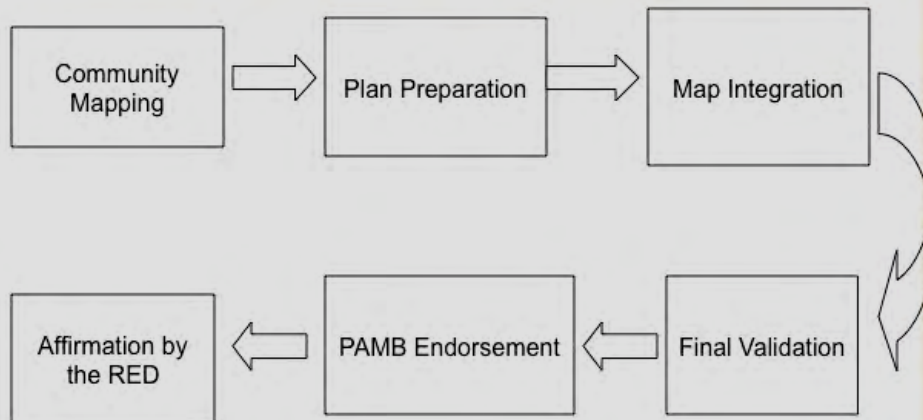 Community
Mapping
Plan Preparation
Map Integration
Final Validation
PAMB Endorsement
Affirmation by
the RED